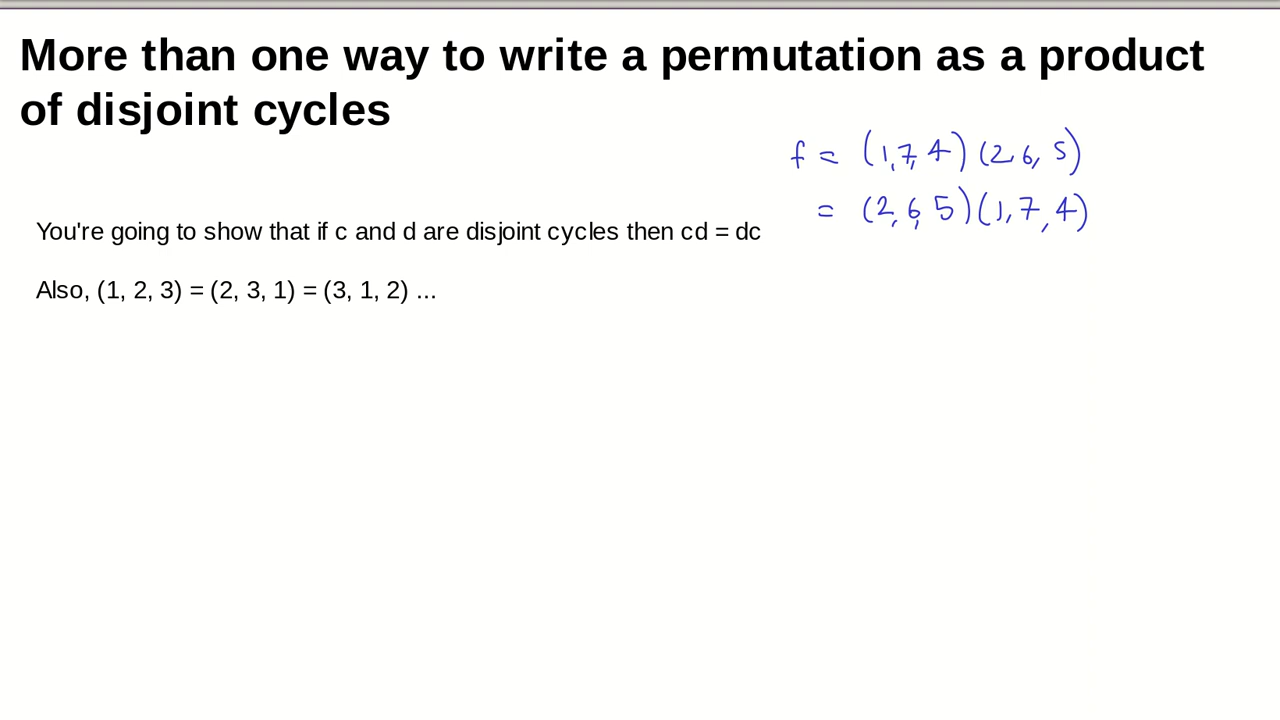 More than one way to write a permutation as a product
of disjoint cycles
f = (1,7,4)(2,6,5)
= (2,6,5)(1,7,4)
You're going to show that if c and d are disjoint cycles then cd = dc
Also, (1, 2, 3) = (2, 3, 1) = (3, 1, 2) ...